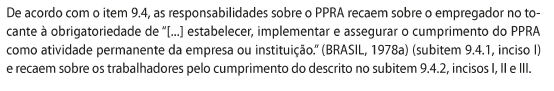 De acordo com o item 9.4, as responsabilidades sobre o PPRA recaem sobre o empregador no to-
cante à obrigatoriedade de “[...] estabelecer, implementar e assegurar o cumprimento do PPRA
como atividade permanente da empresa ou instituição.” (BRASIL, 1978a) (subitem 9.4.1, inciso I)
e recaem sobre os trabalhadores pelo cumprimento do descrito no subitem 9.4.2, incisos I, II e III.